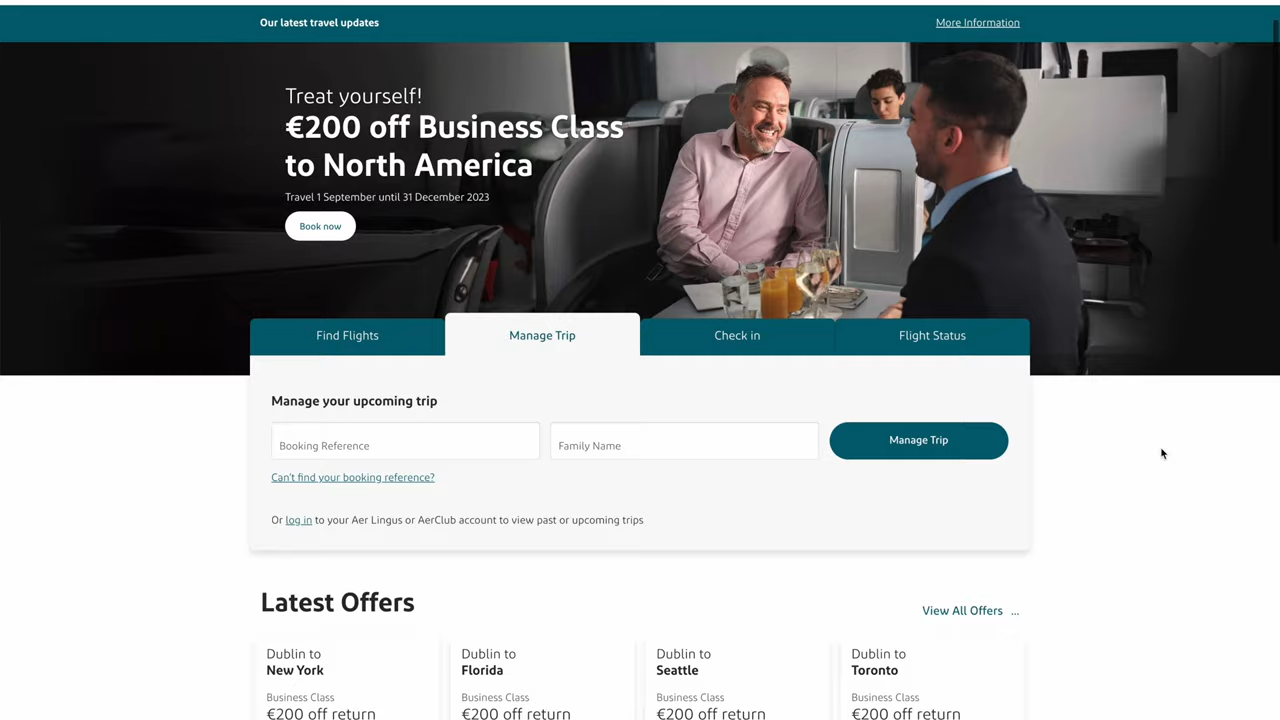 Our latest travel updates
More Information
Treat yourself!
€200 off Business Class
to North America
Travel 1 September until 31 December 2023
Book now
Find Flights
Manage Trip
Check in
Flight Status
Manage your upcoming trip
Booking Reference
Family Name
Manage Trip
Can't find your booking reference?
Or log in to your Aer Lingus or AerClub account to view past or upcoming trips
Latest Offers
View All Offers ...
Dubin to
New York
Business Class
€200 off return
Dublin to
Florida
Business Class
€200 off return
Dublin to
Seattle
Business Class
€200 off return
Dublin to
Toronto
Business Class
€200 off return